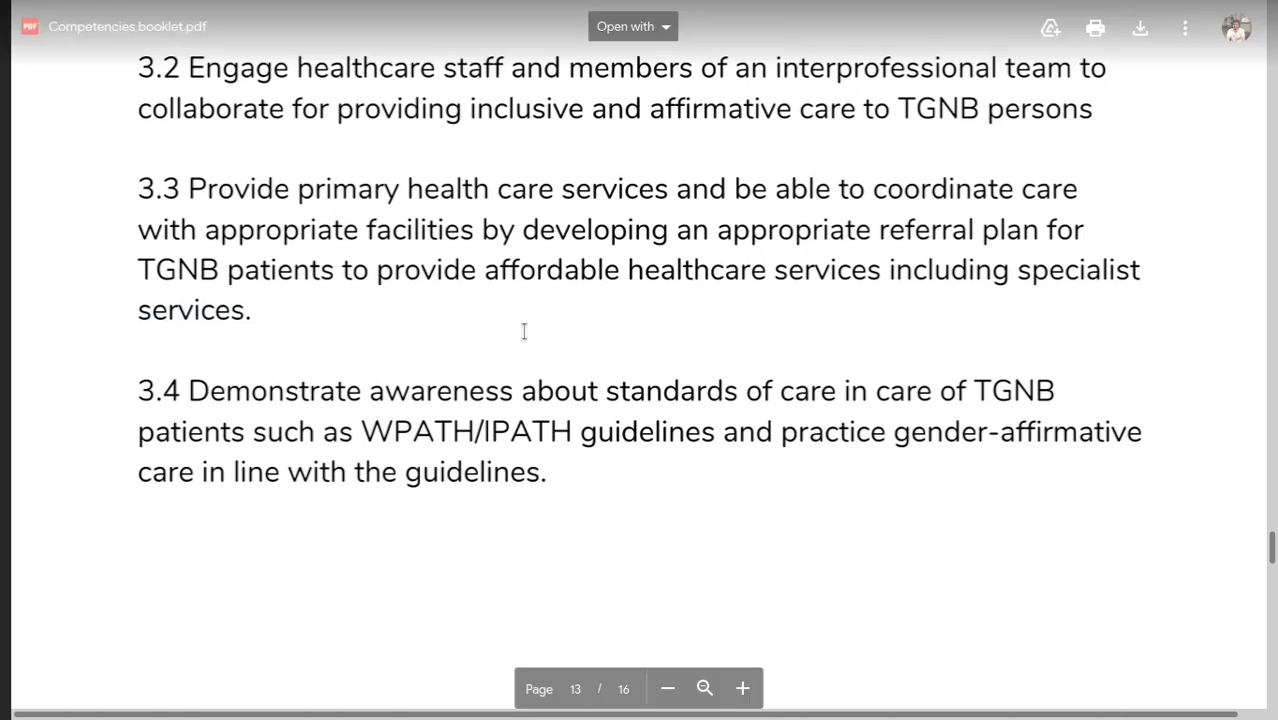 Competencies booklet.pdf
Open with
3.2 Engage healthcare staff and members of an interprofessional team to
collaborate for providing inclusive and affirmative care to TGNB persons
3.3 Provide primary health care services and be able to coordinate care
with appropriate facilities by developing an appropriate referral plan for
TGNB patients to provide affordable healthcare services including specialist
services.
3.4 Demonstrate awareness about standards of care in care of TGNB
patients such as WPATH/IPATH guidelines and practice gender-affirmative
care in line with the guidelines.
Page 13 / 16